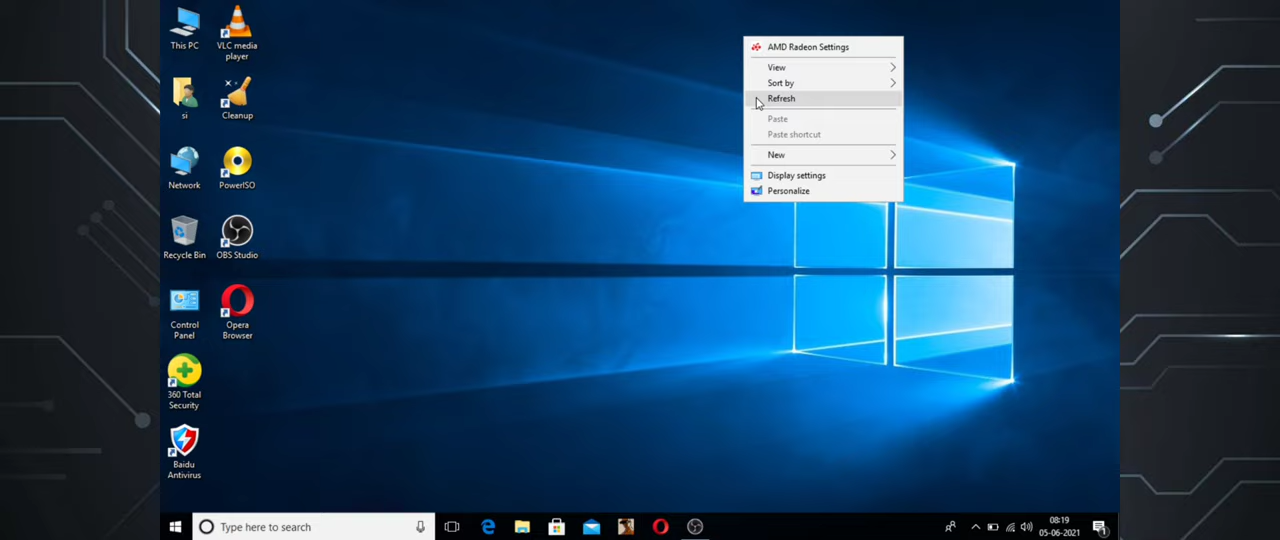 This PC
VLC media
player
si
Cleanup
Network
PowerISO
Recycle Bin
OBS Studio
Control
Panel
Opera
Browser
360 Total
Security
Baidu
Antivirus
AMD Radeon Settings
View
Sort by
Refresh
Paste
Paste shortcut
New
Display settings
Personalize
Type here to search
08:19
05-06-2021
1